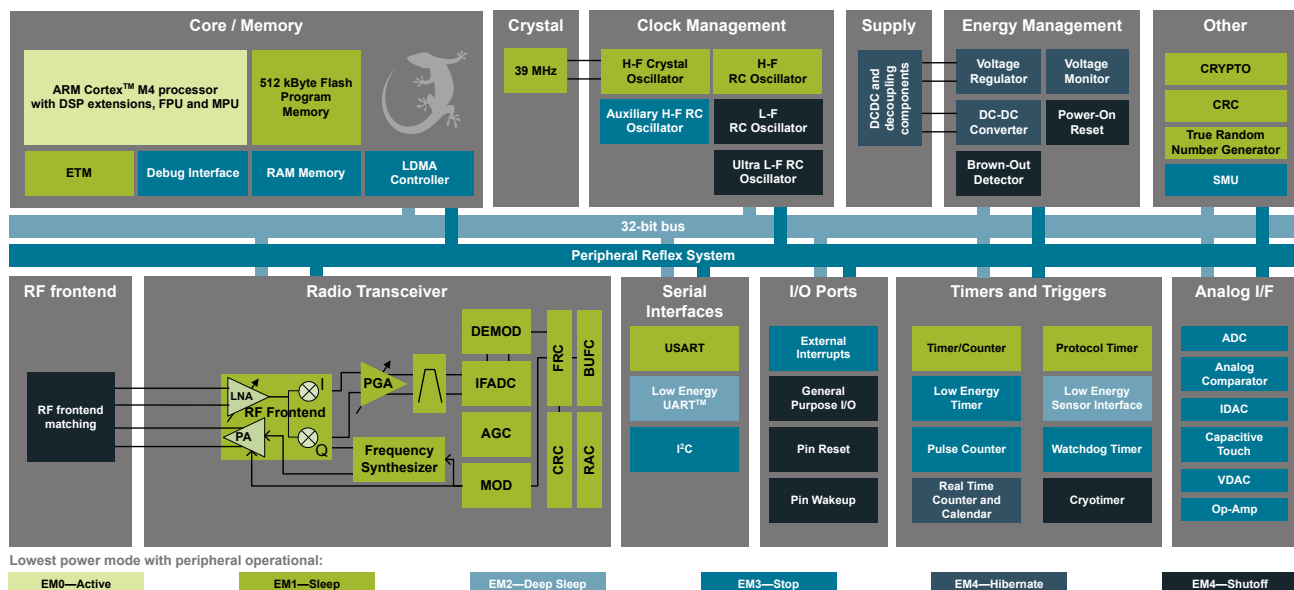 Core / Memory
ARM Cortex™ M4 processor
with DSP extensions, FPU and MPU
512 kByte Flash
Program
Memory
ETM
Debug Interface
RAM Memory
LDMA
Controller
Crystal
39 MHz
Clock Management
H-F Crystal
Oscillator
H-F
RC Oscillator
Auxiliary H-F RC
Oscillator
L-F
RC Oscillator
Ultra L-F RC
Oscillator
Supply
DCDC and
decoupling
components
Energy Management
Voltage
Regulator
Voltage
Monitor
DC-DC
Converter
Power-On
Reset
Brown-Out
Detector
Other
CRYPTO
CRC
True Random
Number Generator
SMU
32-bit bus
Peripheral Reflex System
RF frontend
RF frontend
matching
Radio Transceiver
LNA
RF Frontend
I
PA
Q
PGA
Frequency
Synthesizer
DEMOD
IFADC
AGC
MOD
FRC
BUFC
CRC
RAC
Serial
Interfaces
USART
Low Energy
UART™
I²C
I/O Ports
External
Interrupts
General
Purpose I/O
Pin Reset
Pin Wakeup
Timers and Triggers
Timer/Counter
Protocol Timer
Low Energy
Timer
Low Energy
Sensor Interface
Pulse Counter
Watchdog Timer
Real Time
Counter and
Calendar
Cryotimer
Analog I/F
ADC
Analog
Comparator
IDAC
Capacitive
Touch
VDAC
Op-Amp
Lowest power mode with peripheral operational:
EM0—Active
EM1—Sleep
EM2—Deep Sleep
EM3—Stop
EM4—Hibernate
EM4—Shutoff